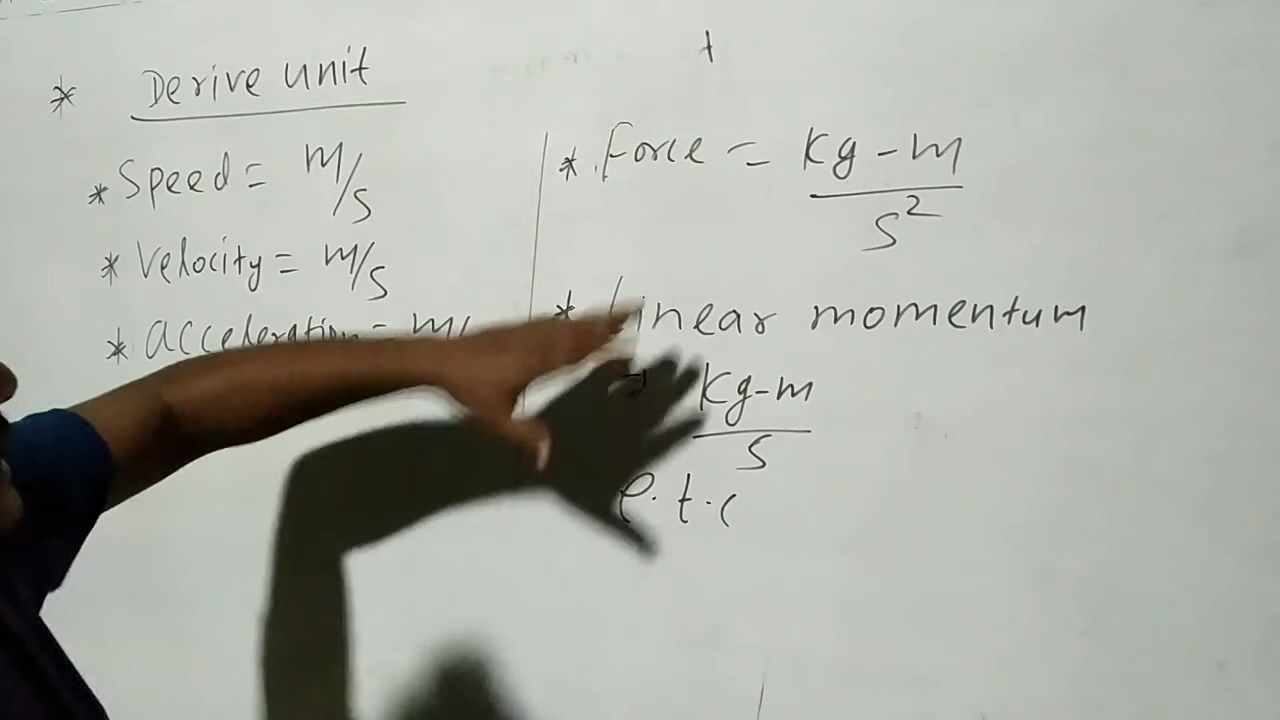 * Derive unit
* Speed = m/s
* Velocity = m/s
* acceleration = m/
* Force = kg-m
s²
* Linear momentum
kg-m
s
e.t.c